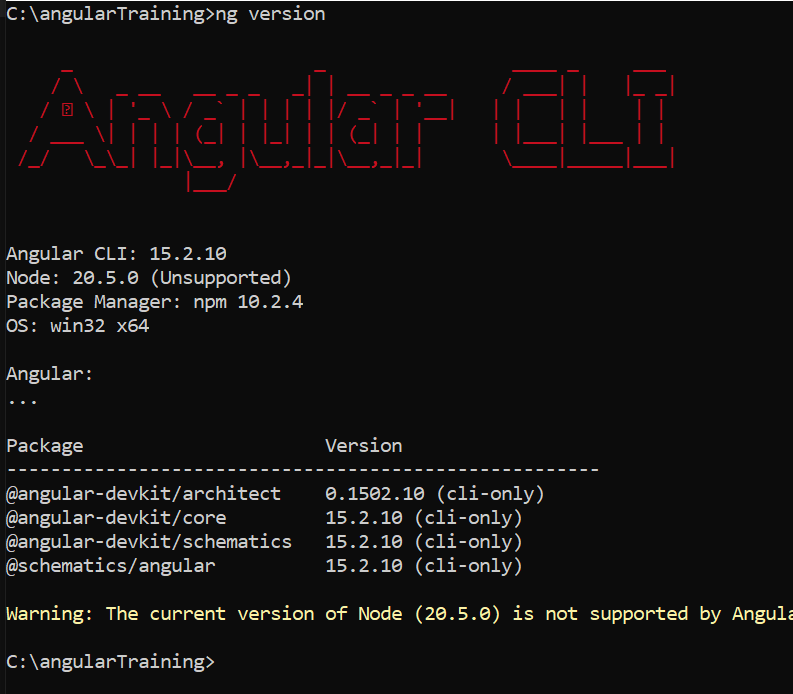 C:\angularTraining>ng version
Angular CLI
Angular CLI: 15.2.10
Node: 20.5.0 (Unsupported)
Package Manager: npm 10.2.4
OS: win32 x64
Angular:
...
Package Version
------------------------------------------------------
@angular-devkit/architect 0.1502.10 (cli-only)
@angular-devkit/core 15.2.10 (cli-only)
@angular-devkit/schematics 15.2.10 (cli-only)
@schematics/angular 15.2.10 (cli-only)
Warning: The current version of Node (20.5.0) is not supported by Angula
C:\angularTraining>